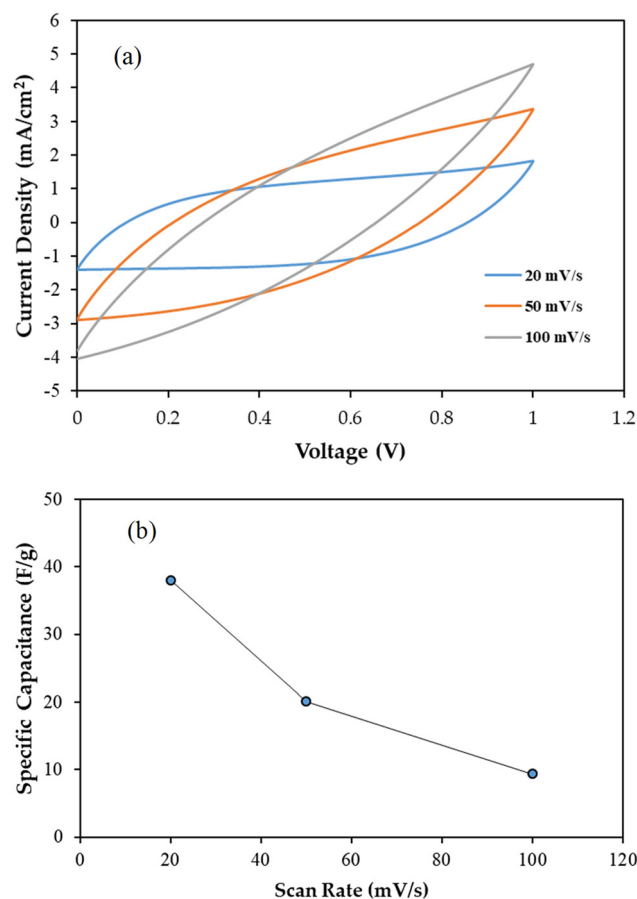 (a)
Current Density (mA/cm²)
6
5
4
3
2
1
0
-1
-2
-3
-4
-5
20 mV/s
50 mV/s
100 mV/s
0 0.2 0.4 0.6 0.8 1 1.2
Voltage (V)
(b)
Specific Capacitance (F/g)
50
40
30
20
10
0
0 20 40 60 80 100 120
Scan Rate (mV/s)